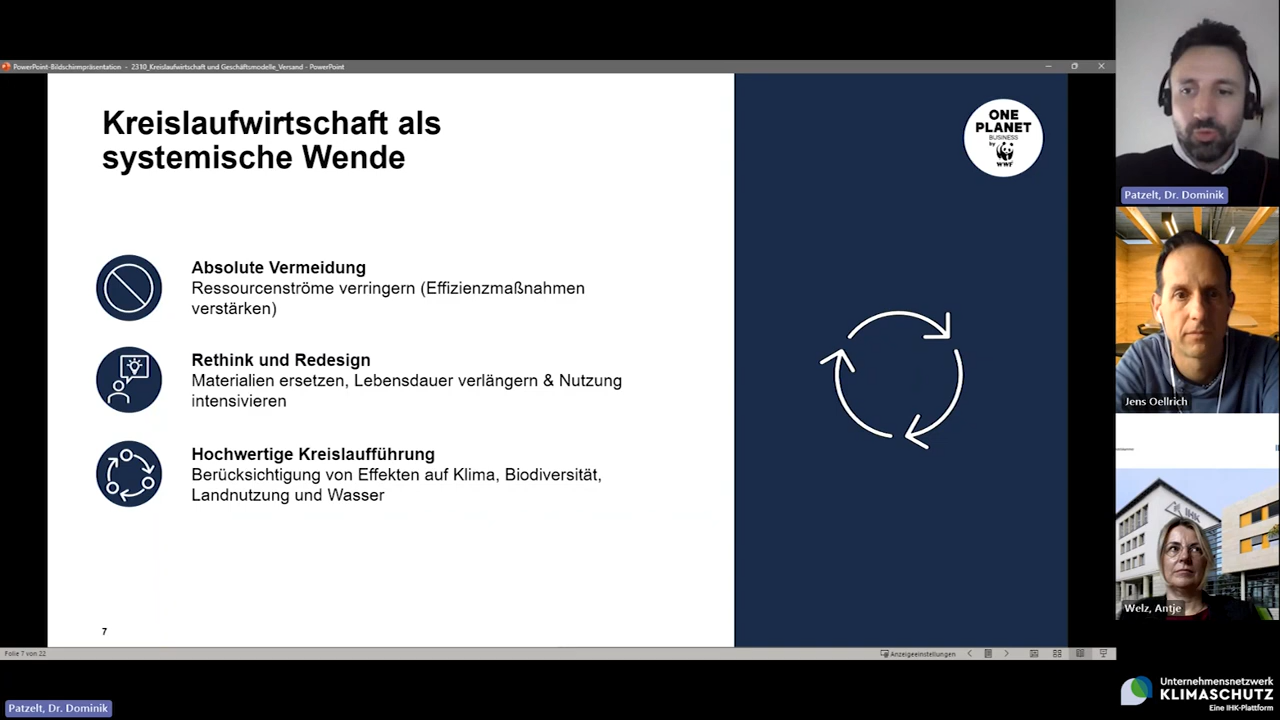 PowerPoint-Bildschirmpräsentation - 2310_Kreislaufwirtschaft und Geschäftsmodelle_Versand - PowerPoint
Kreislaufwirtschaft als
systemische Wende
ONE
PLANET
BUSINESS
by
WWF
Absolute Vermeidung
Ressourcenströme verringern (Effizienzmaßnahmen
verstärken)
Rethink und Redesign
Materialien ersetzen, Lebensdauer verlängern & Nutzung
intensivieren
Hochwertige Kreislaufführung
Berücksichtigung von Effekten auf Klima, Biodiversität,
Landnutzung und Wasser
7
Folie 7 von 22
Anzeigeeinstellungen
Patzelt, Dr. Dominik
Jens Oellrich
IHK
Welz, Antje
Patzelt, Dr. Dominik
Unternehmensnetzwerk
KLIMASCHUTZ
Eine IHK-Plattform